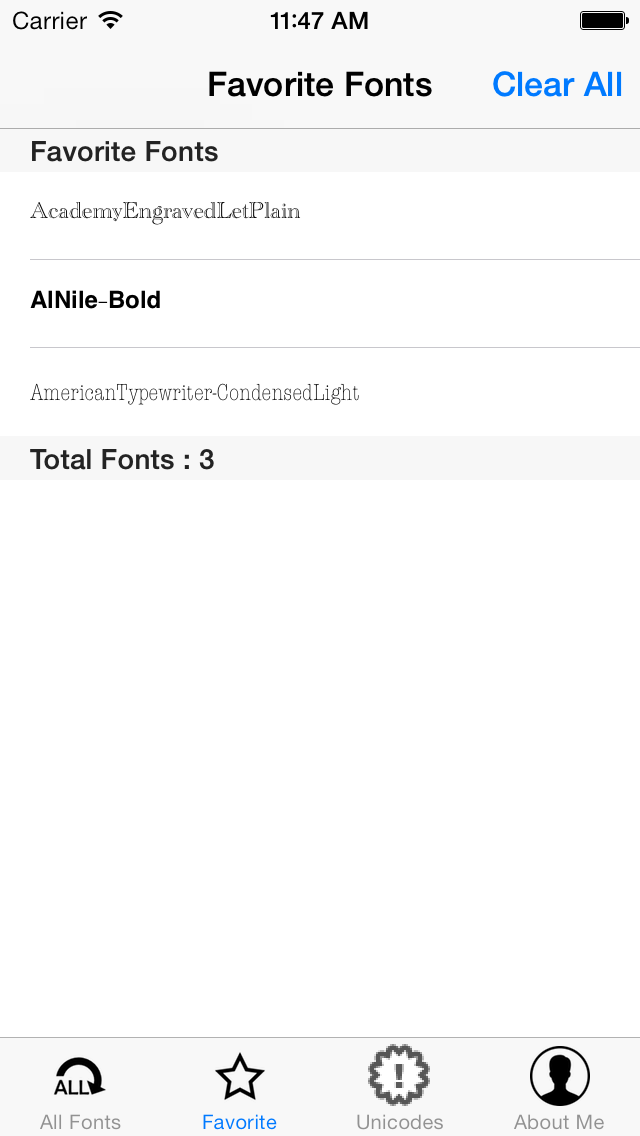 Carrier 11:47 AM
Favorite Fonts Clear All
Favorite Fonts
AcademyEngravedLetPlain
AlNile-Bold
AmericanTypewriter-CondensedLight
Total Fonts : 3
ALL !
All Fonts Favorite Unicodes About Me